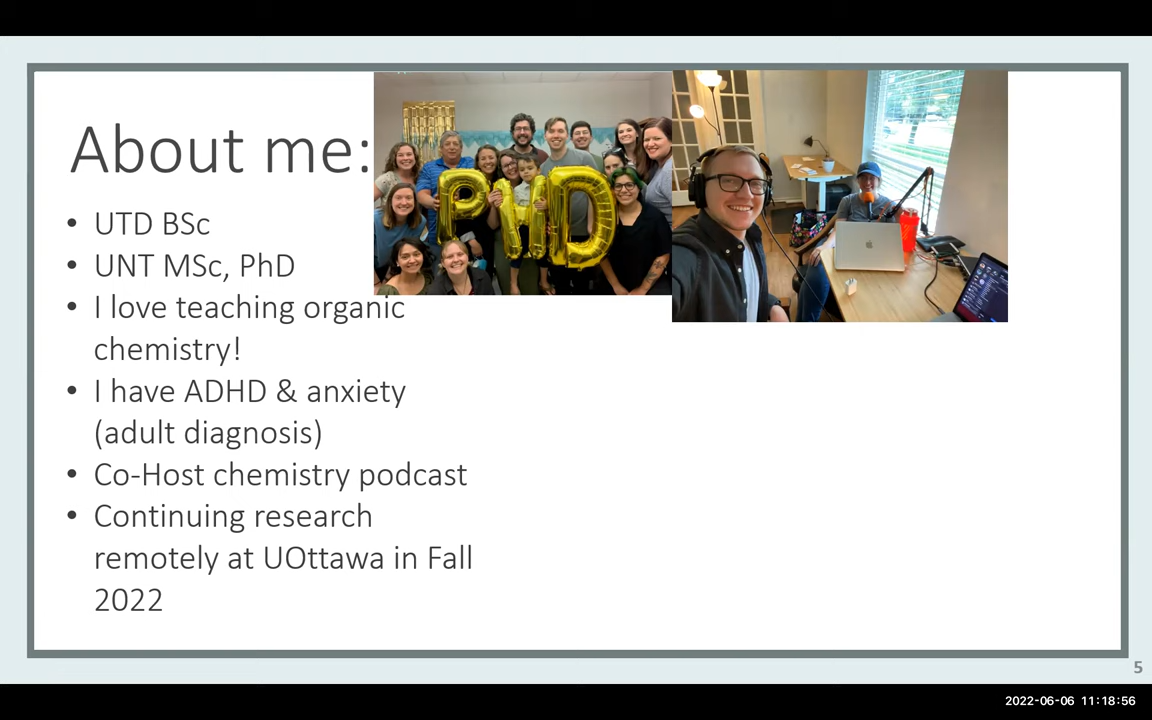 About me:
• UTD BSc
• UNT MSc, PhD
• I love teaching organic
chemistry!
• I have ADHD & anxiety
(adult diagnosis)
• Co-Host chemistry podcast
• Continuing research
remotely at UOttawa in Fall
2022
PHD
5
2022-06-06 11:18:56